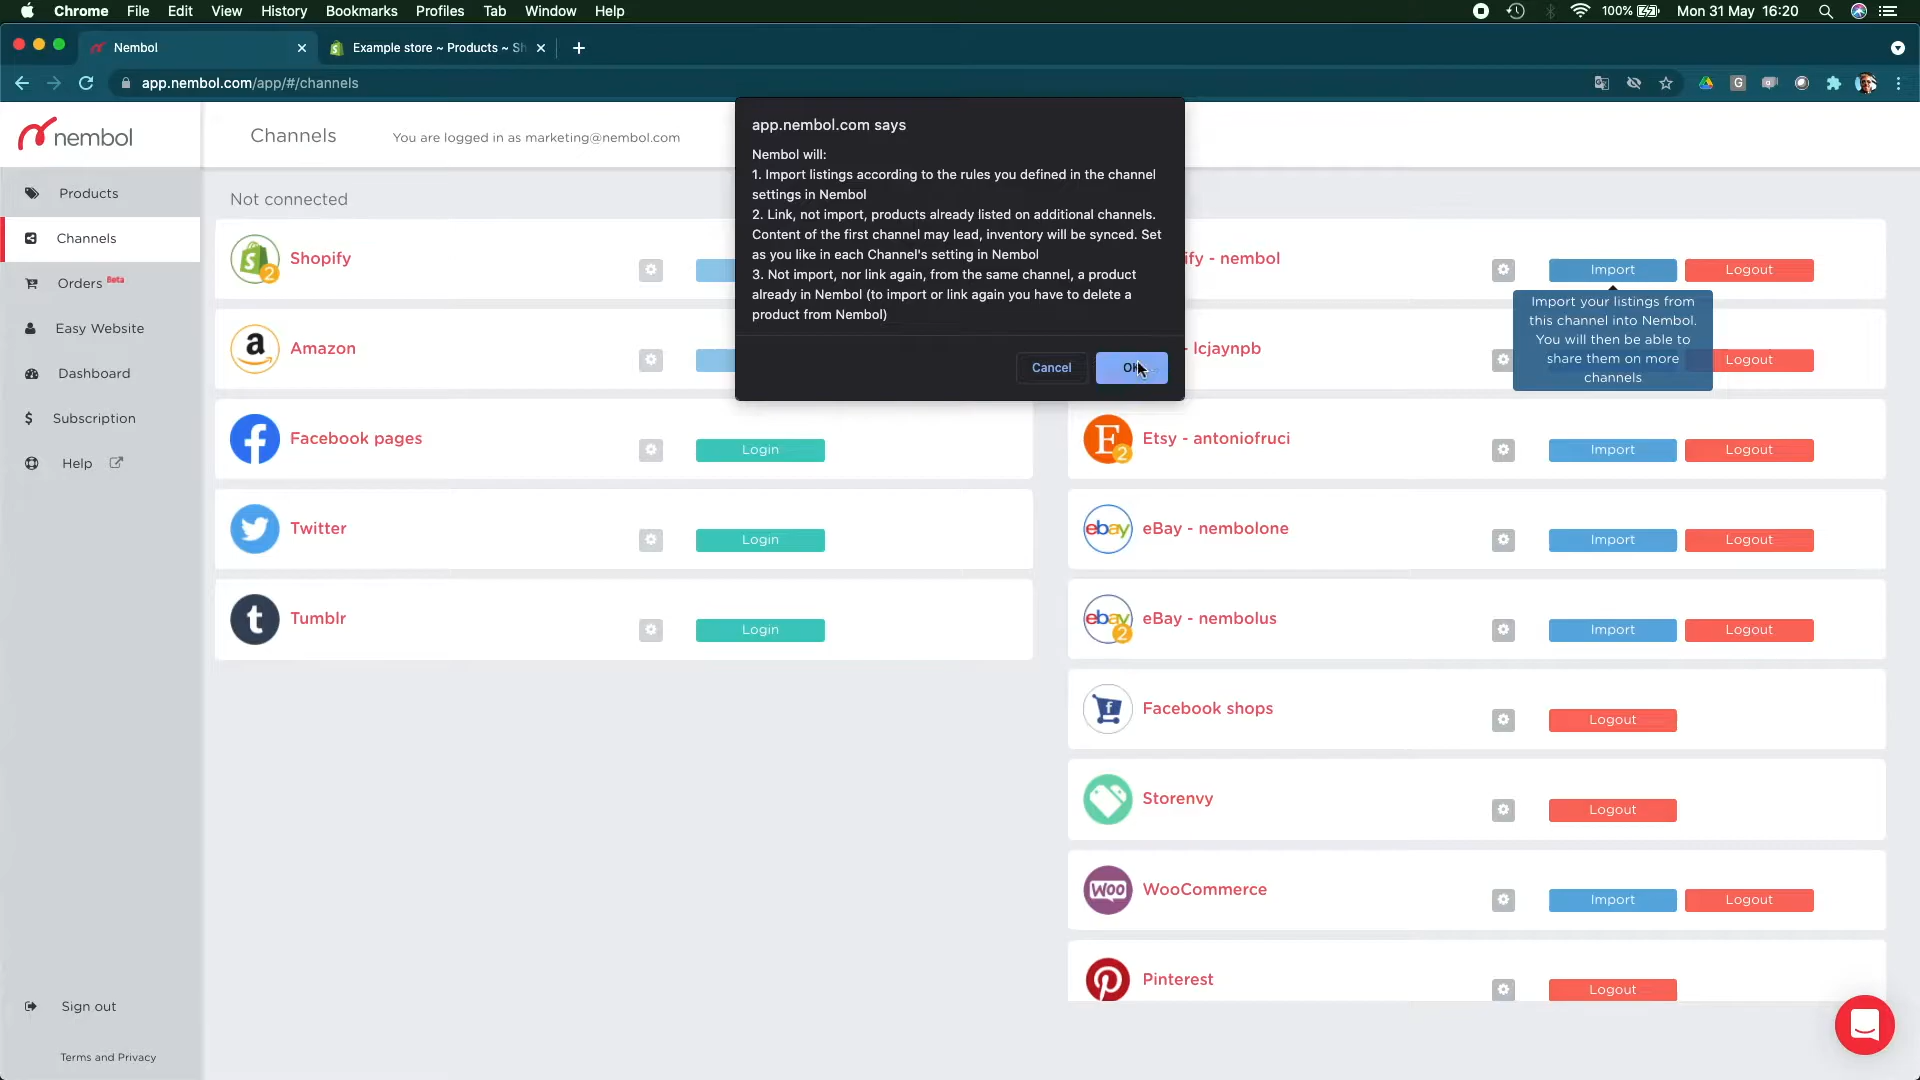 Chrome File Edit View History Bookmarks Profiles Tab Window Help 100% Mon 31 May 16:20
Nembol Example store ~ Products ~ Sh
app.nembol.com/app/#/channels
nembol
Channels
You are logged in as marketing@nembol.com
Products
Channels
Orders Beta
Easy Website
Dashboard
Subscription
Help
Sign out
Terms and Privacy
app.nembol.com says
Nembol will:
1. Import listings according to the rules you defined in the channel
settings in Nembol
2. Link, not import, products already listed on additional channels.
Content of the first channel may lead, inventory will be synced. Set
as you like in each Channel's setting in Nembol
3. Not import, nor link again, from the same channel, a product
already in Nembol (to import or link again you have to delete a
product from Nembol)
Cancel
Not connected
2
Shopify
a
Amazon
Facebook pages
Login
Twitter
Login
t
Tumblr
Login
ify - nembol
Import Logout
Import your listings from
this channel into Nembol.
You will then be able to
share them on more
channels
- lcjaynpb
Logout
E 2
Etsy - antoniofruci
Import Logout
ebay
eBay - nembolone
Import Logout
ebay 2
eBay - nembolus
Import Logout
Facebook shops
Logout
Storenvy
Logout
Woo
WooCommerce
Import Logout
Pinterest
Logout